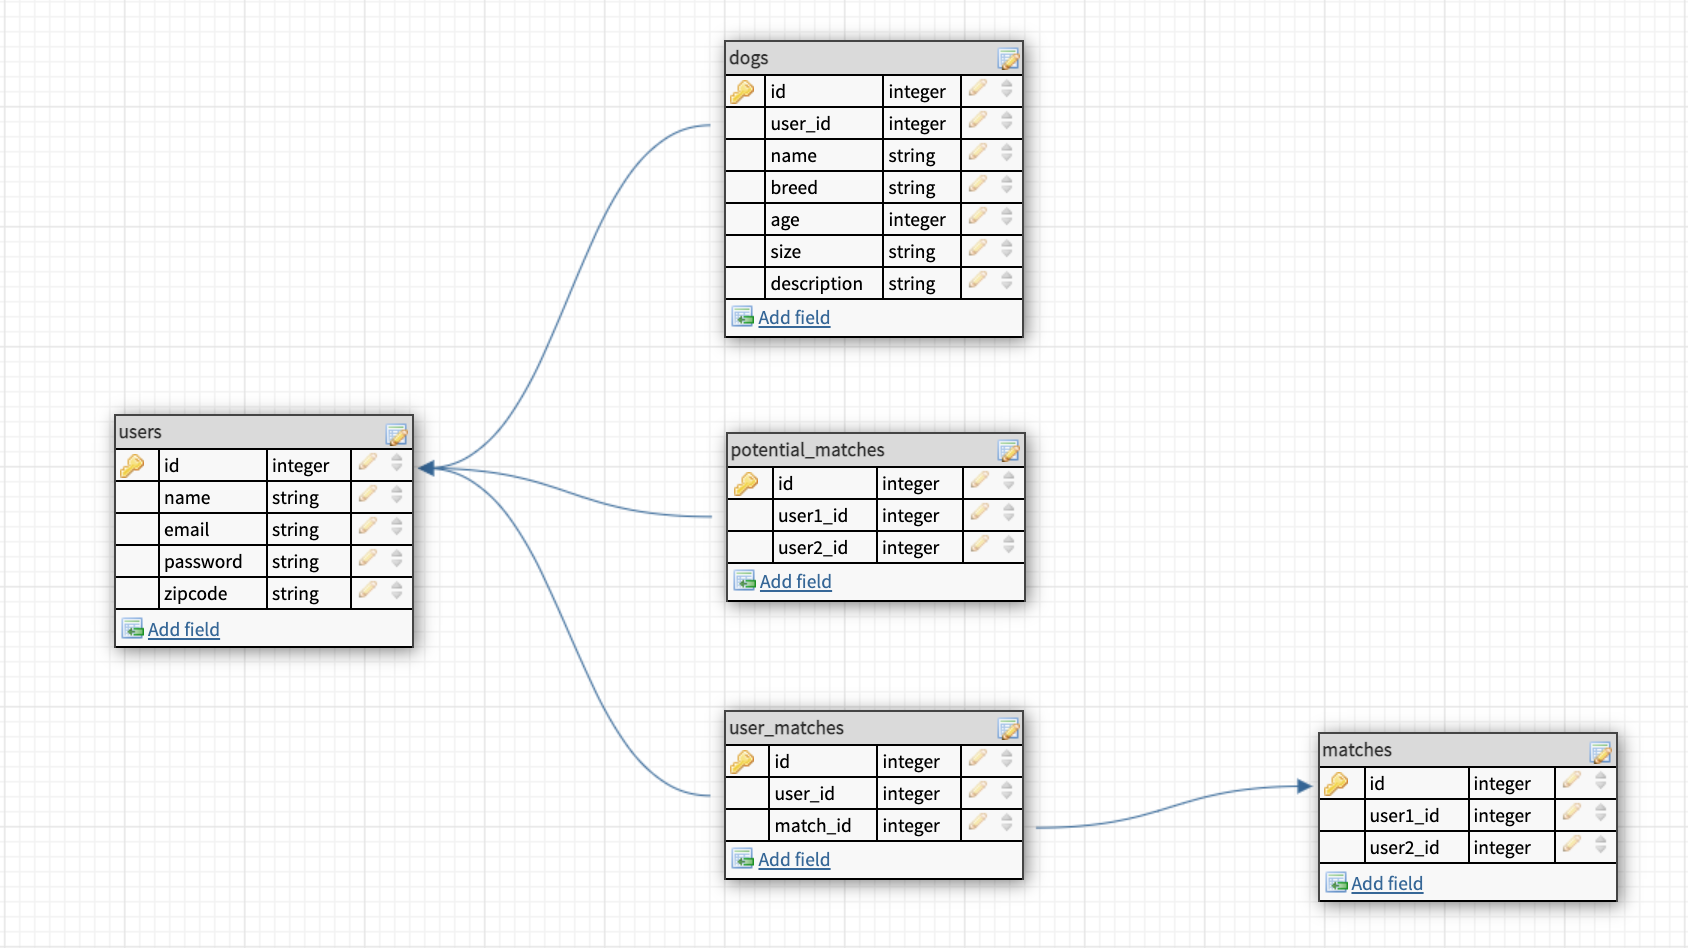 dogs
id integer
user_id integer
name string
breed string
age integer
size string
description string
Add field
users
id integer
name string
email string
password string
zipcode string
Add field
potential_matches
id integer
user1_id integer
user2_id integer
Add field
user_matches
id integer
user_id integer
match_id integer
Add field
matches
id integer
user1_id integer
user2_id integer
Add field